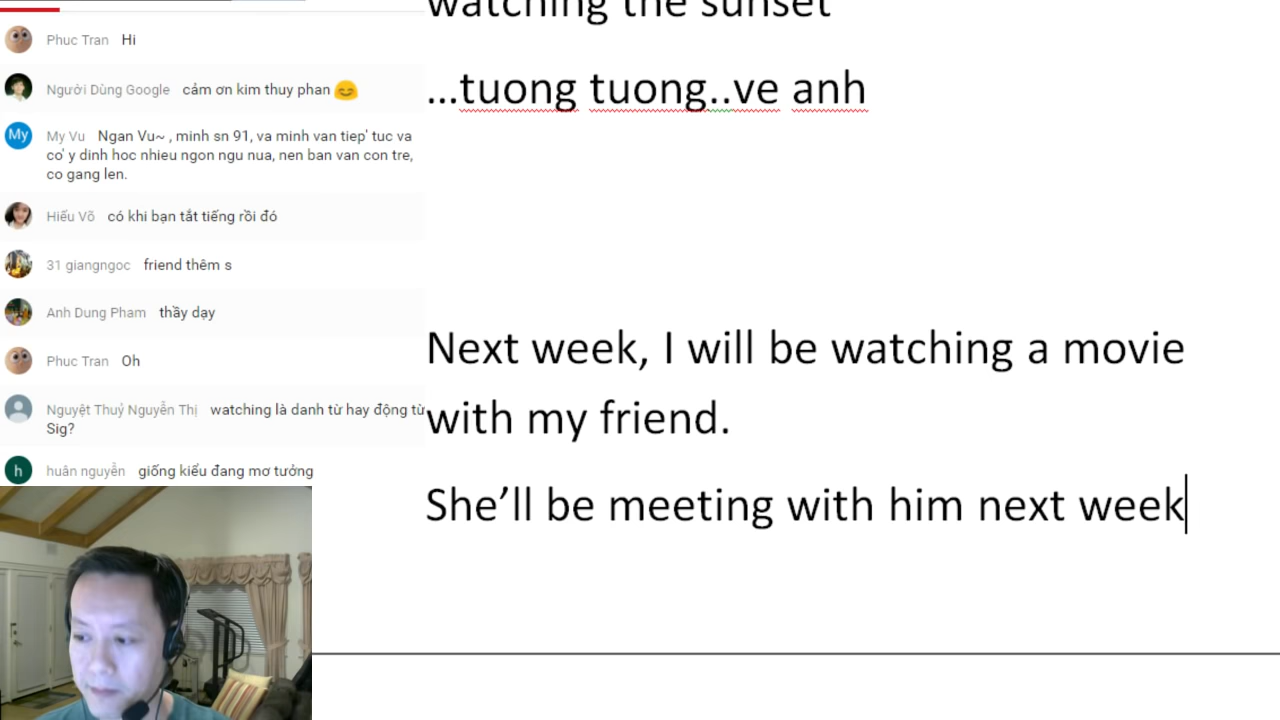 Phuc Tran Hi
Người Dùng Google cảm ơn kim thuy phan
My
My Vu Ngan Vu~ , minh sn 91, va minh van tiep' tuc va
co' y dinh hoc nhieu ngon ngu nua, nen ban van con tre,
co gang len.
Hiếu Võ có khi bạn tắt tiếng rồi đó
31 giangngoc friend thêm s
Anh Dung Pham thầy dạy
Phuc Tran Oh
Nguyệt Thuỷ Nguyễn Thị watching là danh từ hay động từ
Sig?
h
huân nguyễn giống kiểu đang mơ tưởng
watching the sunset
...tuong tuong..ve anh
Next week, I will be watching a movie
with my friend.
She’ll be meeting with him next week